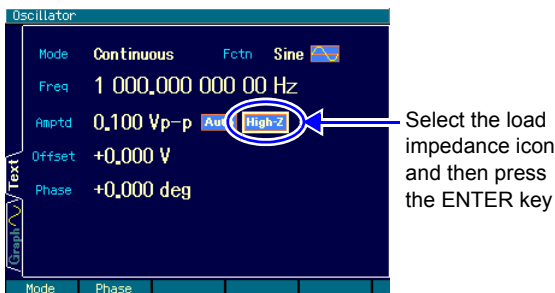 Oscillator
Mode Continuous Fctn Sine
Freq 1 000.000 000 00 Hz
Amptd 0.100 Vp-p High-Z
Offset +0.000 V
Phase +0.000 deg
Text
Graph
Mode Phase
Select the load
impedance icon
and then press
the ENTER key